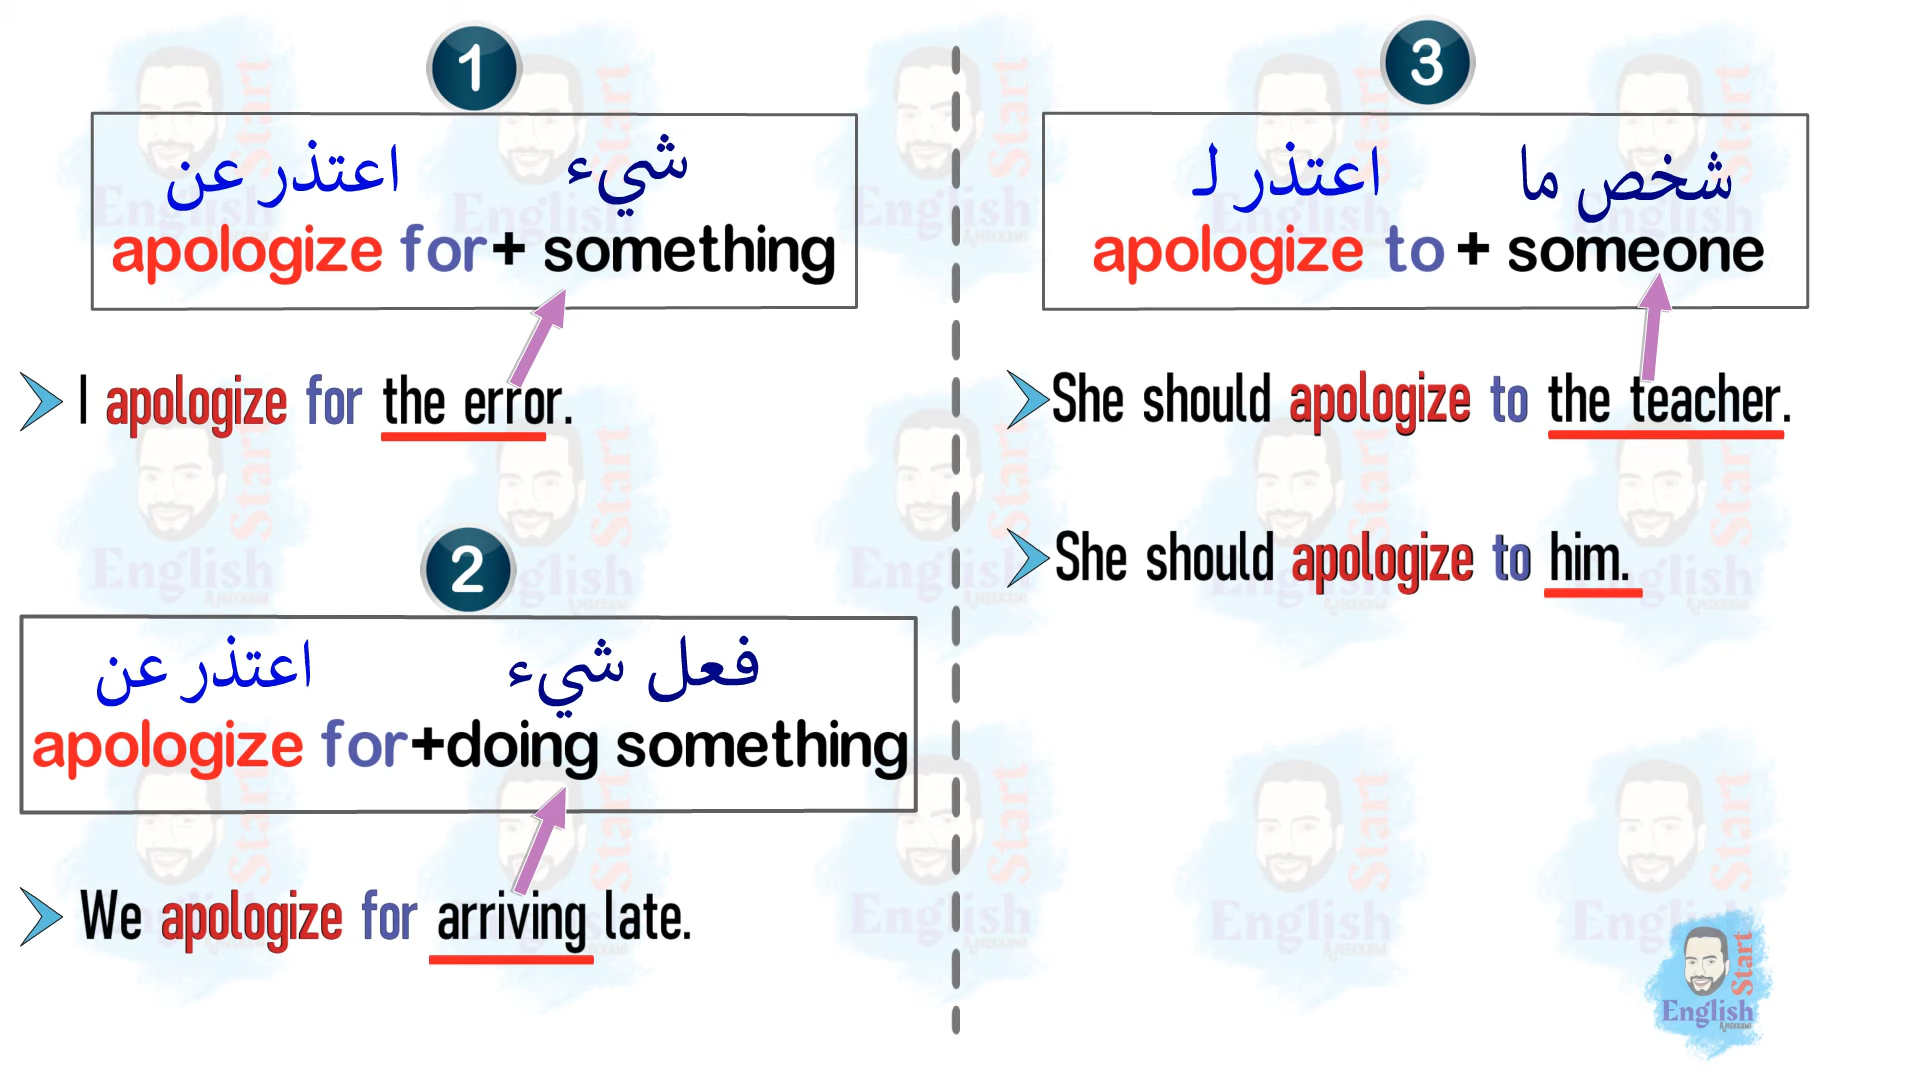 1
اعتذر عن شيء
apologize for + something
I apologize for the error.
2
اعتذر عن فعل شيء
apologize for+doing something
We apologize for arriving late.
3
اعتذر لـ شخص ما
apologize to + someone
She should apologize to the teacher.
She should apologize to him.
Start
English
A,MEKKAWI